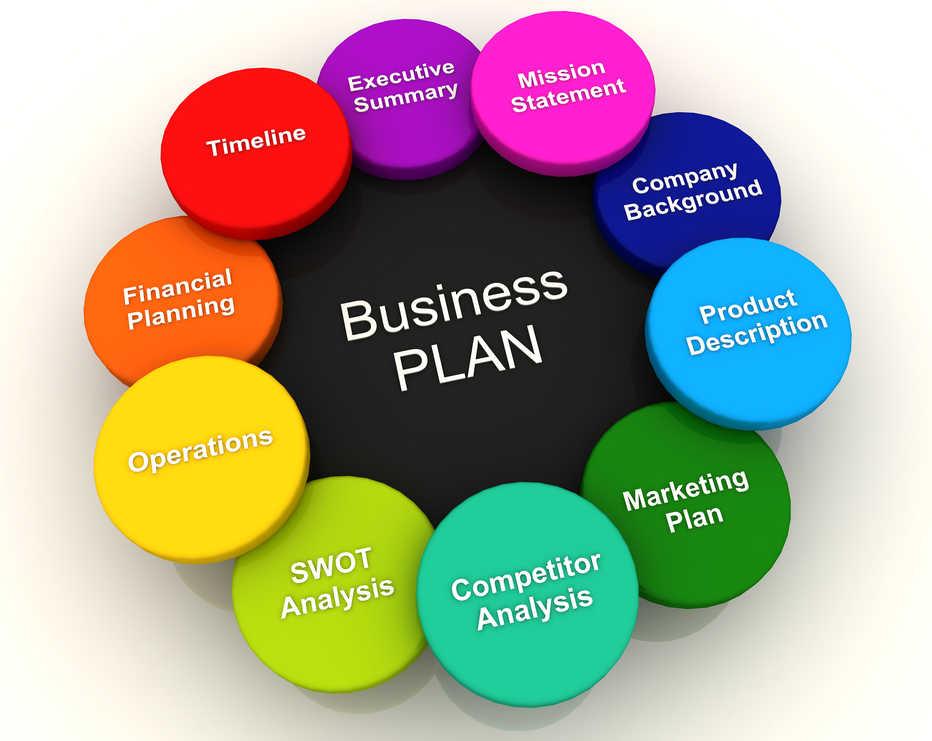 Executive
Summary
Mission
Statement
Timeline
Company
Background
Financial
Planning
Business
PLAN
Product
Description
Operations
Marketing
Plan
SWOT
Analysis
Competitor
Analysis